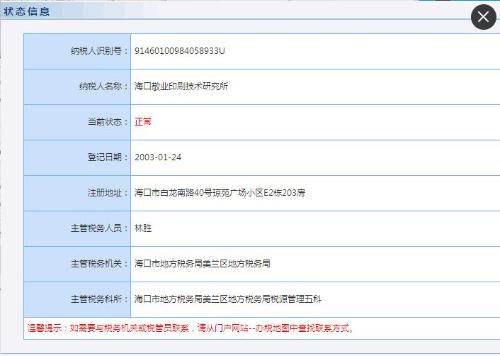 状态信息
纳税人识别号： 91460100984058933U
纳税人名称： 海口敬业印刷技术研究所
当前状态： 正常
登记日期： 2003-01-24
注册地址： 海口市白龙南路40号琼苑广场小区E2栋203房
主管税务人员： 林胜
主管税务机关： 海口市地方税务局美兰区地方税务局
主管税务科所： 海口市地方税务局美兰区地方税务局税源管理五科
温馨提示：如需要与税务机关或税管员联系，请从门户网站--办税地图中查找联系方式。